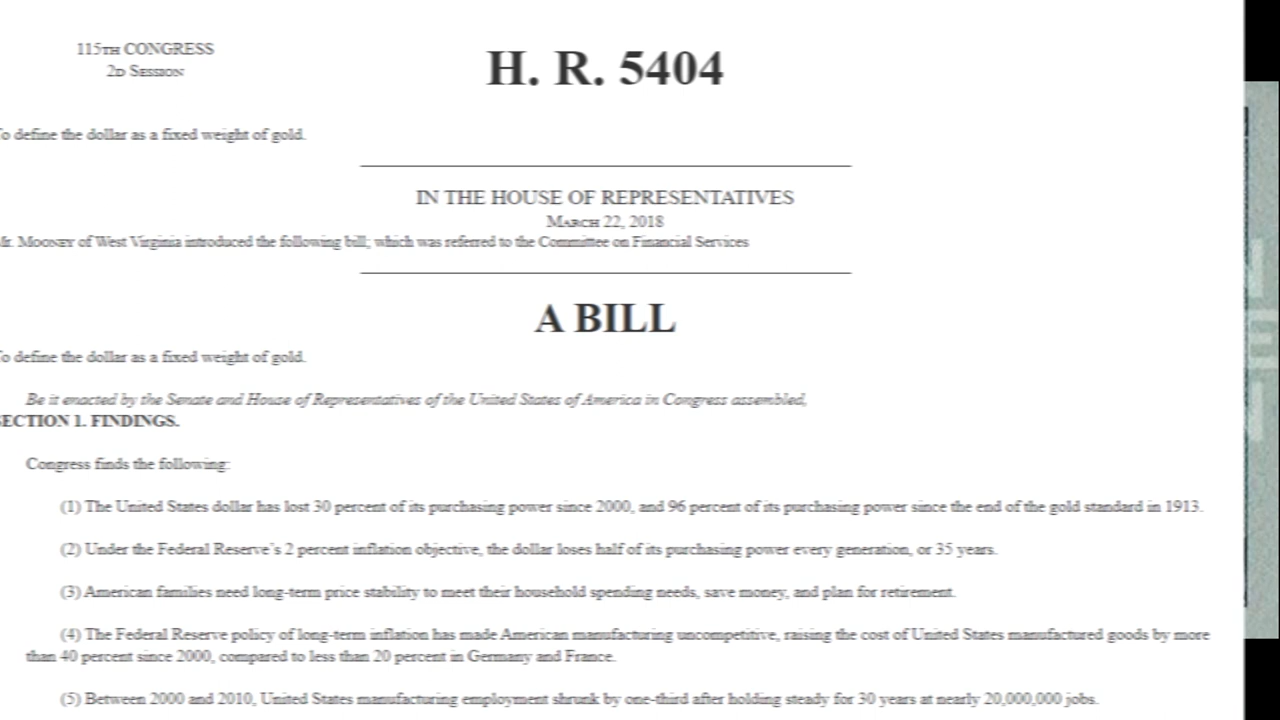 115TH CONGRESS
2D SESSION
H. R. 5404
To define the dollar as a fixed weight of gold.
IN THE HOUSE OF REPRESENTATIVES
MARCH 22, 2018
Mr. MOONEY of West Virginia introduced the following bill; which was referred to the Committee on Financial Services
A BILL
To define the dollar as a fixed weight of gold.
Be it enacted by the Senate and House of Representatives of the United States of America in Congress assembled,
SECTION 1. FINDINGS.
Congress finds the following:
(1) The United States dollar has lost 30 percent of its purchasing power since 2000, and 96 percent of its purchasing power since the end of the gold standard in 1913.
(2) Under the Federal Reserve's 2 percent inflation objective, the dollar loses half of its purchasing power every generation, or 35 years.
(3) American families need long-term price stability to meet their household spending needs, save money, and plan for retirement.
(4) The Federal Reserve policy of long-term inflation has made American manufacturing uncompetitive, raising the cost of United States manufactured goods by more
than 40 percent since 2000, compared to less than 20 percent in Germany and France.
(5) Between 2000 and 2010, United States manufacturing employment shrunk by one-third after holding steady for 30 years at nearly 20,000,000 jobs.